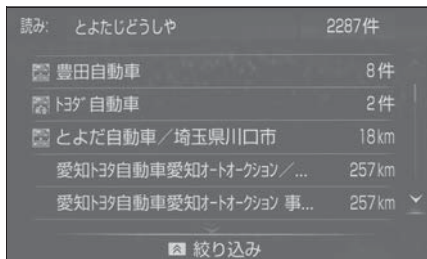 読み: とよたじどうしや 2287件
豊田自動車 8件
トヨダ自動車 2件
とよだ自動車／埼玉県川口市 18km
愛知トヨタ自動車愛知オートオークション／... 257km
愛知トヨタ自動車愛知オートオークション 事... 257km
絞り込み